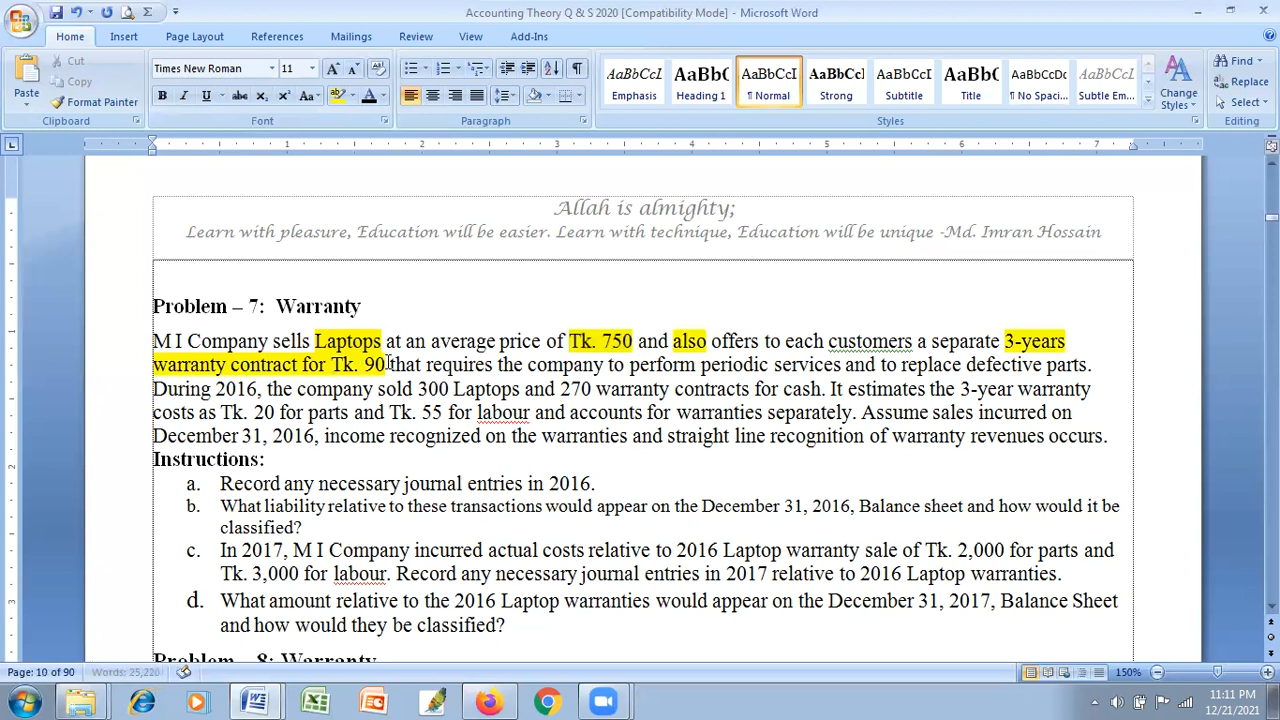 Accounting Theory Q & S 2020 [Compatibility Mode] - Microsoft Word
Home Insert Page Layout References Mailings Review View Add-Ins
Paste
Cut
Copy
Format Painter
Clipboard
Times New Roman 11
Font
Paragraph
AaBbCcI AaBbC( AaBbCcI AaBbCcl AaBbCcI AaBbC( AaBbCcDc AaBbCcI
Emphasis Heading 1 ¶ Normal Strong Subtitle Title ¶ No Spaci... Subtle Em...
Change Styles
Styles
Find
Replace
Select
Editing
1 2 3 4 5 6 7
Allah is almighty;
Learn with pleasure, Education will be easier. Learn with technique, Education will be unique -Md. Imran Hossain
Problem – 7: Warranty
M I Company sells Laptops at an average price of Tk. 750 and also offers to each customers a separate 3-years
warranty contract for Tk. 90 that requires the company to perform periodic services and to replace defective parts.
During 2016, the company sold 300 Laptops and 270 warranty contracts for cash. It estimates the 3-year warranty
costs as Tk. 20 for parts and Tk. 55 for labour and accounts for warranties separately. Assume sales incurred on
December 31, 2016, income recognized on the warranties and straight line recognition of warranty revenues occurs.
Instructions:
a. Record any necessary journal entries in 2016.
b. What liability relative to these transactions would appear on the December 31, 2016, Balance sheet and how would it be
classified?
c. In 2017, M I Company incurred actual costs relative to 2016 Laptop warranty sale of Tk. 2,000 for parts and
Tk. 3,000 for labour. Record any necessary journal entries in 2017 relative to 2016 Laptop warranties.
d. What amount relative to the 2016 Laptop warranties would appear on the December 31, 2017, Balance Sheet
and how would they be classified?
Problem – 8: Warranty
Page: 10 of 90 Words: 25,220 150%
11:11 PM
12/21/2021